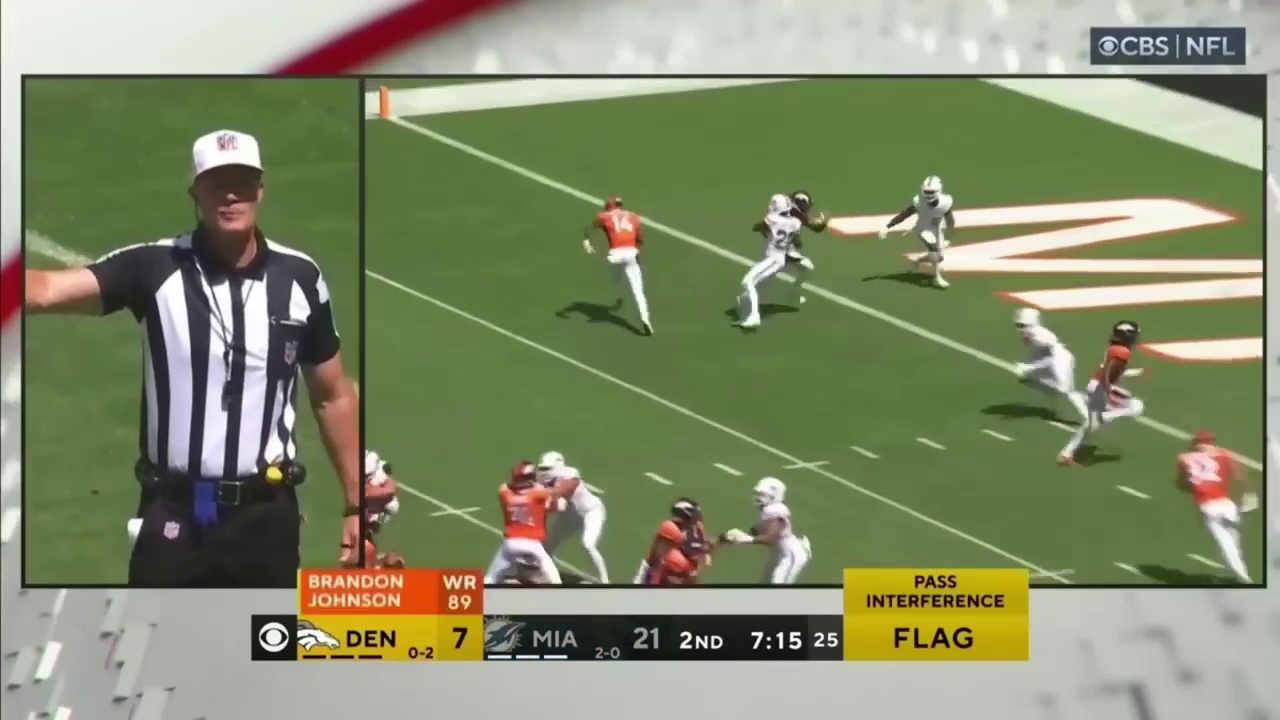 CBS | NFL
14
BRANDON
JOHNSON
WR
89
DEN
0-2
7
MIA
2-0
21
2ND
7:15
25
PASS
INTERFERENCE
FLAG